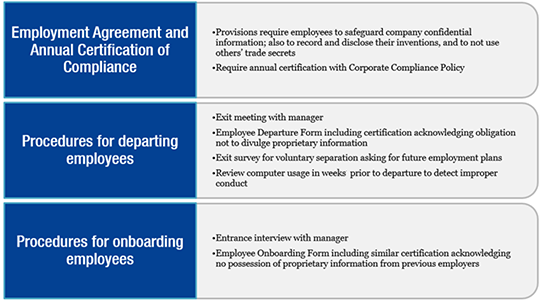 Employment Agreement and
Annual Certification of
Compliance
•Provisions require employees to safeguard company confidential
information; also to record and disclose their inventions, and to not use
others' trade secrets
•Require annual certification with Corporate Compliance Policy
Procedures for departing
employees
•Exit meeting with manager
•Employee Departure Form including certification acknowledging obligation
not to divulge proprietary information
•Exit survey for voluntary separation asking for future employment plans
•Review computer usage in weeks prior to departure to detect improper
conduct
Procedures for onboarding
employees
•Entrance interview with manager
•Employee Onboarding Form including similar certification acknowledging
no possession of proprietary information from previous employers